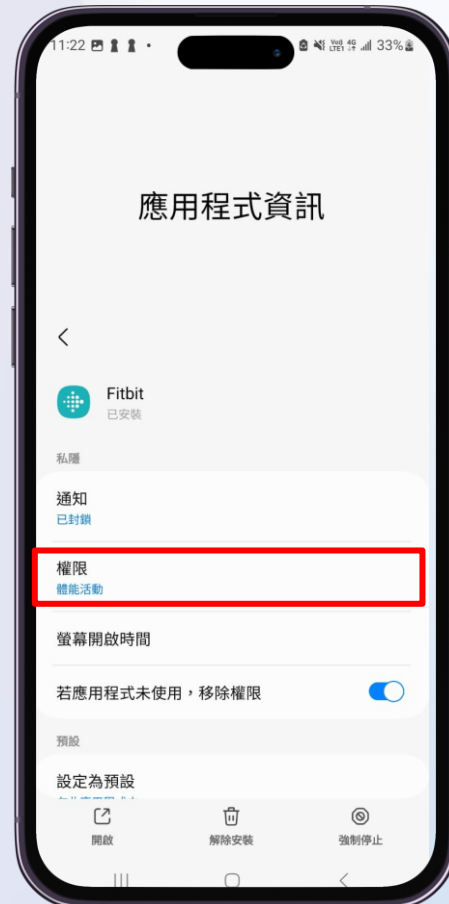 11:22
VoD 4G
LTE1 33%
應用程式資訊
Fitbit
已安裝
私隱
通知
已封鎖
權限
體能活動
螢幕開啟時間
若應用程式未使用，移除權限
預設
設定為預設
開啟 解除安裝 強制停止